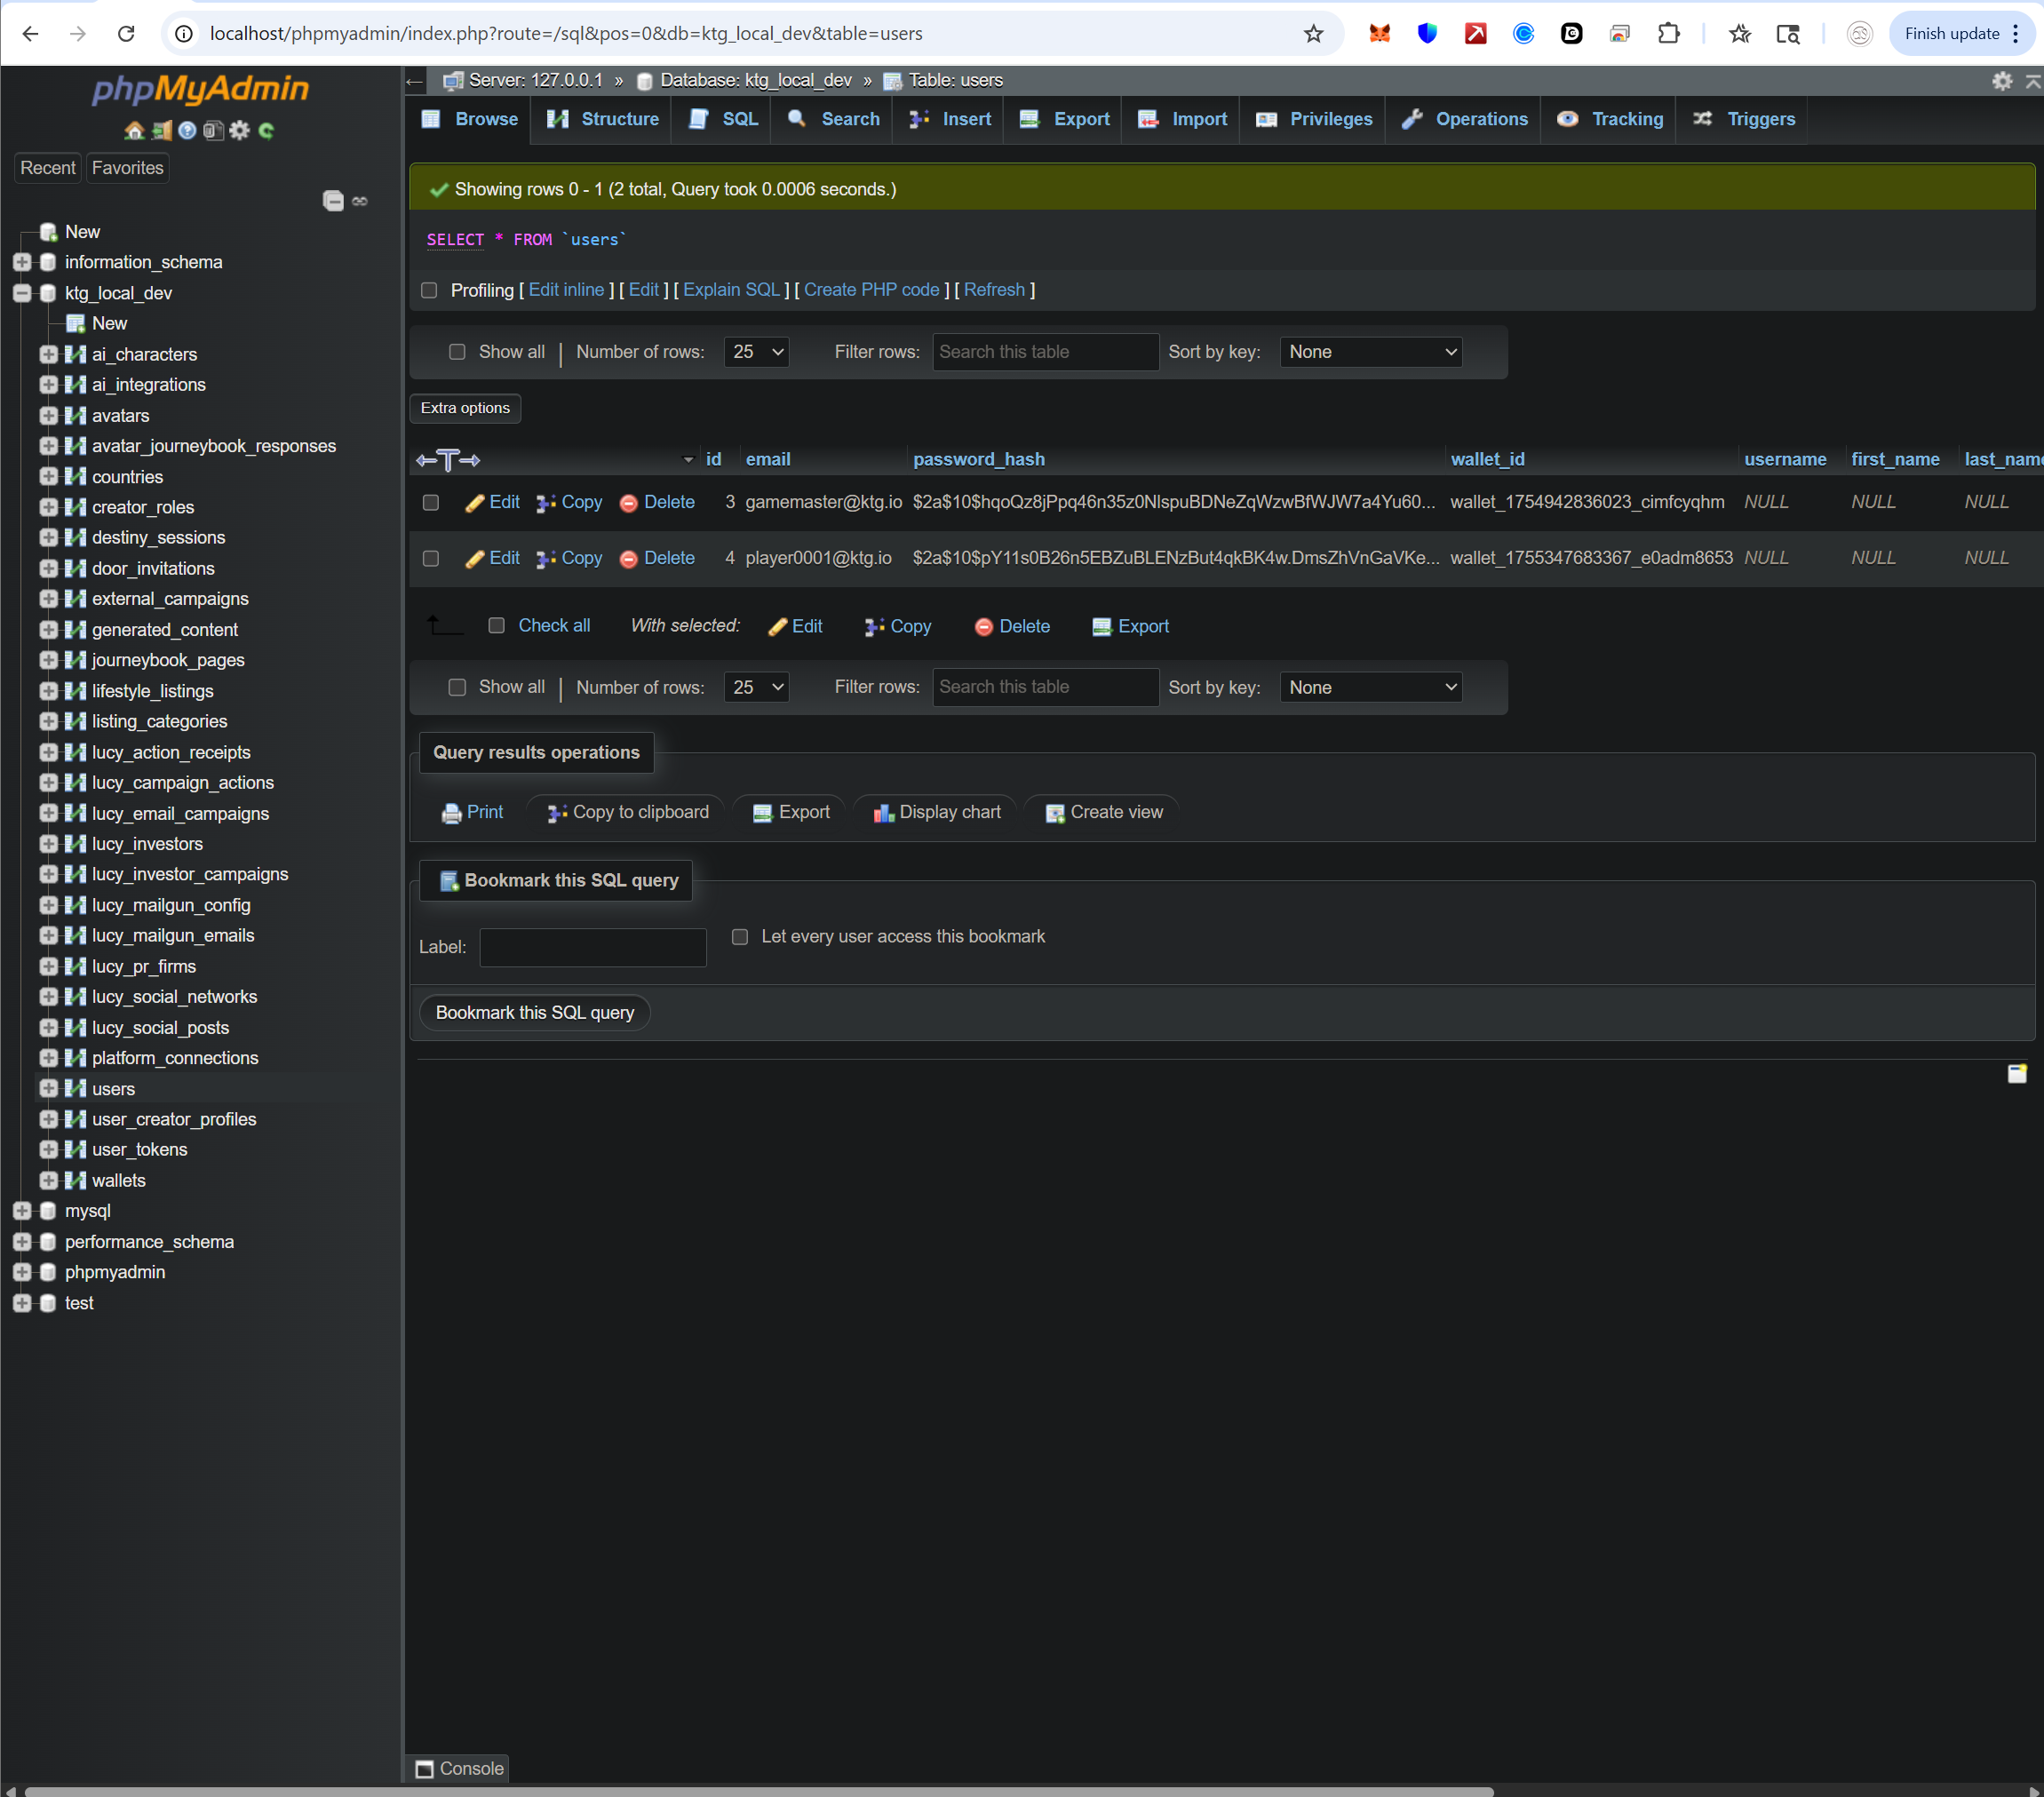 localhost/phpmyadmin/index.php?route=/sql&pos=0&db=ktg_local_dev&table=users
Finish update
phpMyAdmin
Recent Favorites
New
information_schema
ktg_local_dev
New
ai_characters
ai_integrations
avatars
avatar_journeybook_responses
countries
creator_roles
destiny_sessions
door_invitations
external_campaigns
generated_content
journeybook_pages
lifestyle_listings
listing_categories
lucy_action_receipts
lucy_campaign_actions
lucy_email_campaigns
lucy_investors
lucy_investor_campaigns
lucy_mailgun_config
lucy_mailgun_emails
lucy_pr_firms
lucy_social_networks
lucy_social_posts
platform_connections
users
user_creator_profiles
user_tokens
wallets
mysql
performance_schema
phpmyadmin
test
Server: 127.0.0.1 » Database: ktg_local_dev » Table: users
Browse Structure SQL Search Insert Export Import Privileges Operations Tracking Triggers
Showing rows 0 - 1 (2 total, Query took 0.0006 seconds.)
SELECT * FROM `users`
Profiling [ Edit inline ] [ Edit ] [ Explain SQL ] [ Create PHP code ] [ Refresh ]
Show all | Number of rows: 25 Filter rows: Search this table Sort by key: None
Extra options
id email password_hash wallet_id username first_name last_name
Edit Copy Delete 3 gamemaster@ktg.io $2a$10$hqoQz8jPpq46n35z0NlspuBDNeZqWzwBfWJW7a4Yu60... wallet_1754942836023_cimfcyqhm NULL NULL NULL
Edit Copy Delete 4 player0001@ktg.io $2a$10$pY11s0B26n5EBZuBLENzBut4qkBK4w.DmsZhVnGaVKe... wallet_1755347683367_e0adm8653 NULL NULL NULL
Check all With selected: Edit Copy Delete Export
Show all | Number of rows: 25 Filter rows: Search this table Sort by key: None
Query results operations
Print Copy to clipboard Export Display chart Create view
Bookmark this SQL query
Label: Let every user access this bookmark
Bookmark this SQL query
Console